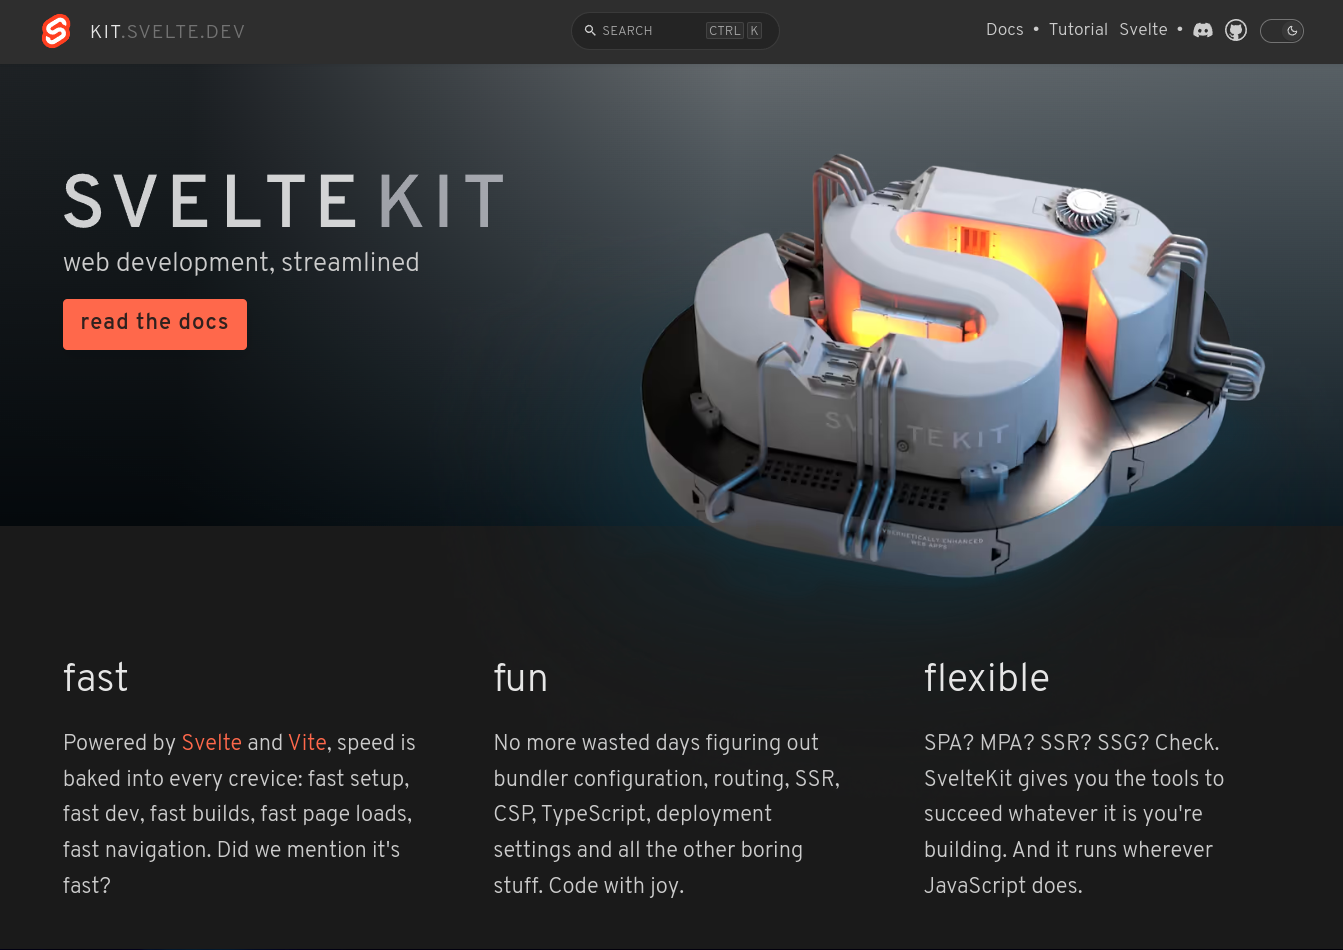 KIT.SVELTE.DEV
SEARCH CTRL K
Docs • Tutorial Svelte •
SVELTE KIT
web development, streamlined
read the docs
SVELTE KIT
CYBERNETICALLY ENHANCED
WEB APPS
fast
Powered by Svelte and Vite, speed is
baked into every crevice: fast setup,
fast dev, fast builds, fast page loads,
fast navigation. Did we mention it's
fast?
fun
No more wasted days figuring out
bundler configuration, routing, SSR,
CSP, TypeScript, deployment
settings and all the other boring
stuff. Code with joy.
flexible
SPA? MPA? SSR? SSG? Check.
SvelteKit gives you the tools to
succeed whatever it is you're
building. And it runs wherever
JavaScript does.